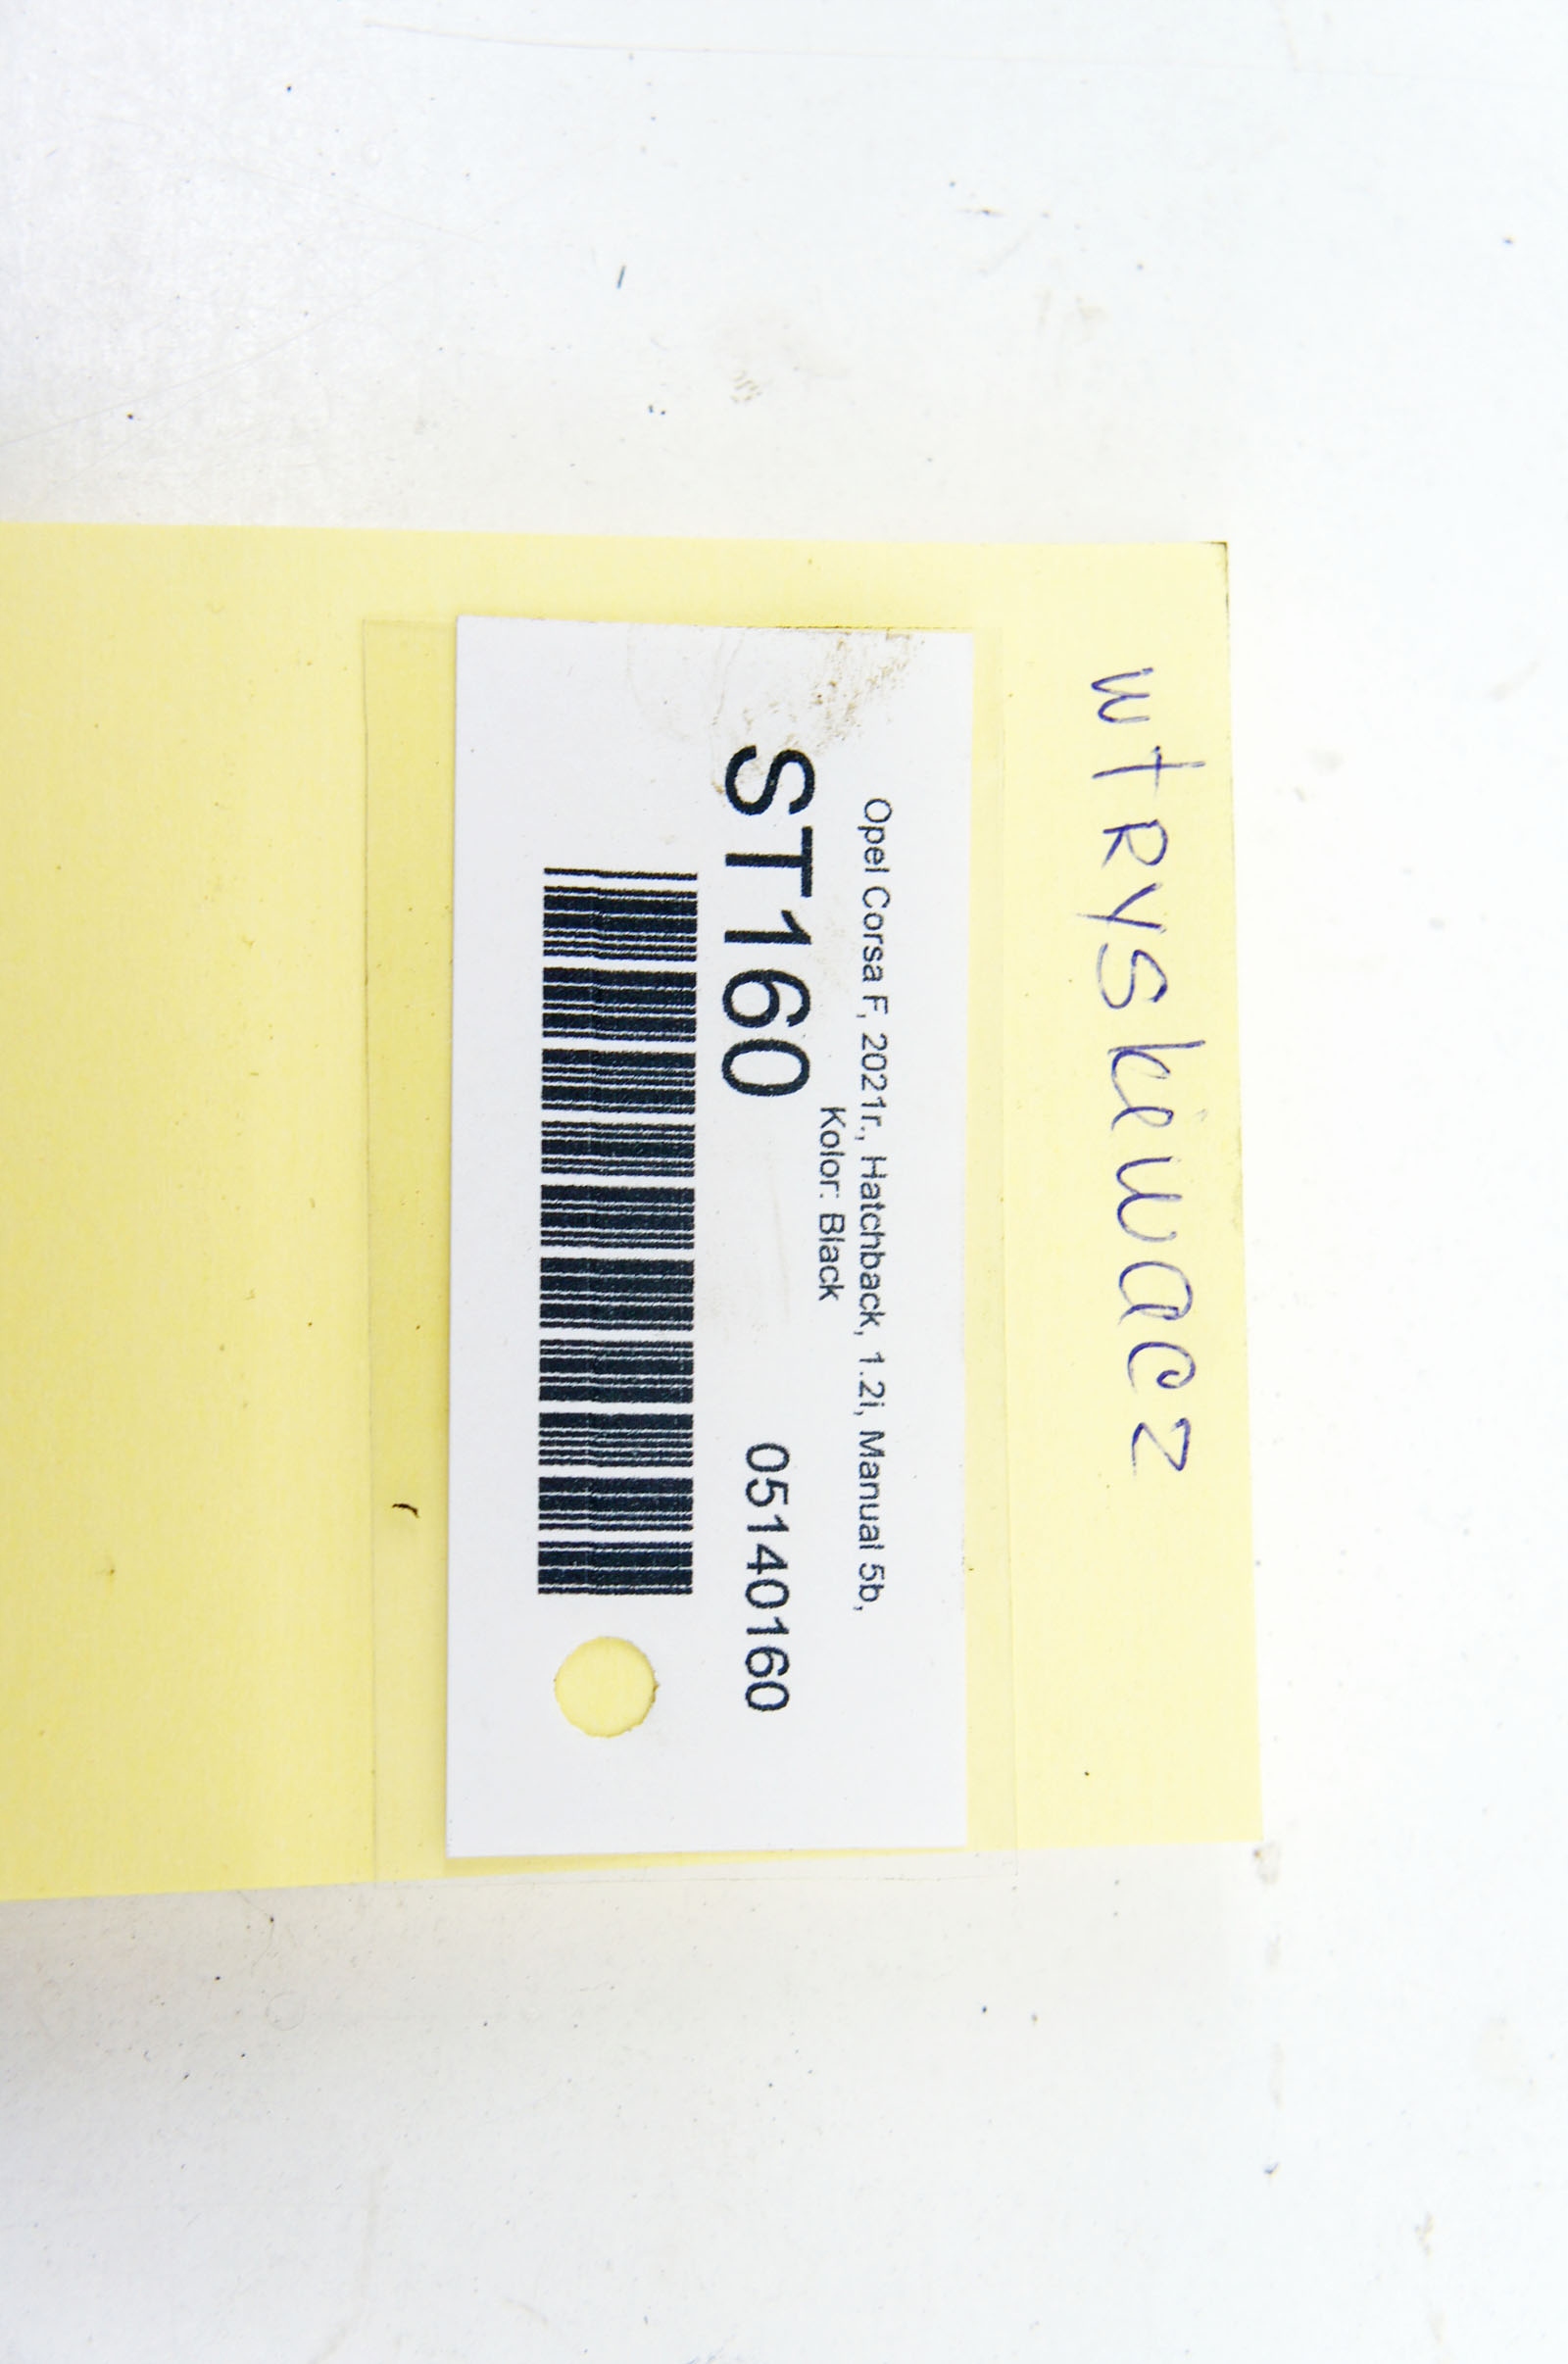 wtRyskiwacz
Opel Corsa F, 2021r., Hatchback, 1.2i, Manual 5b,
Kolor: Black
ST160 05140160